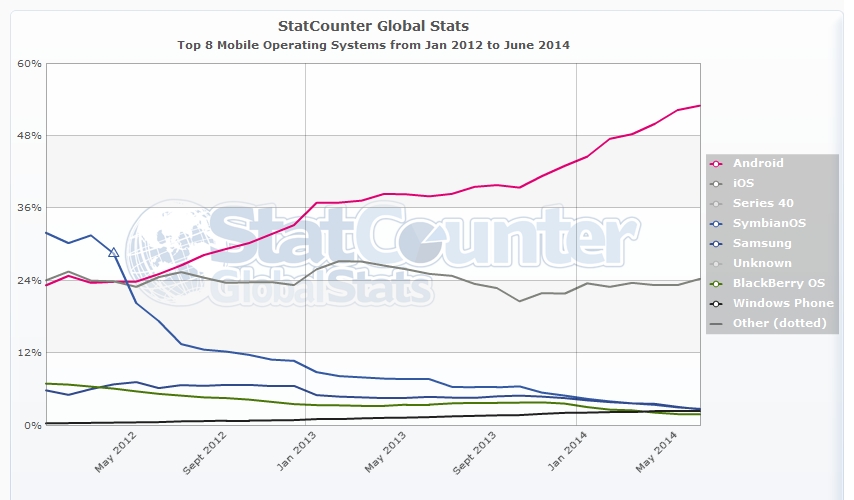 StatCounter Global Stats
Top 8 Mobile Operating Systems from Jan 2012 to June 2014
60%
48%
36%
24%
12%
0%
StatCounter
GlobalStats
May 2012
Sept 2012
Jan 2013
May 2013
Sept 2013
Jan 2014
May 2014
Android
iOS
Series 40
SymbianOS
Samsung
Unknown
BlackBerry OS
Windows Phone
Other (dotted)